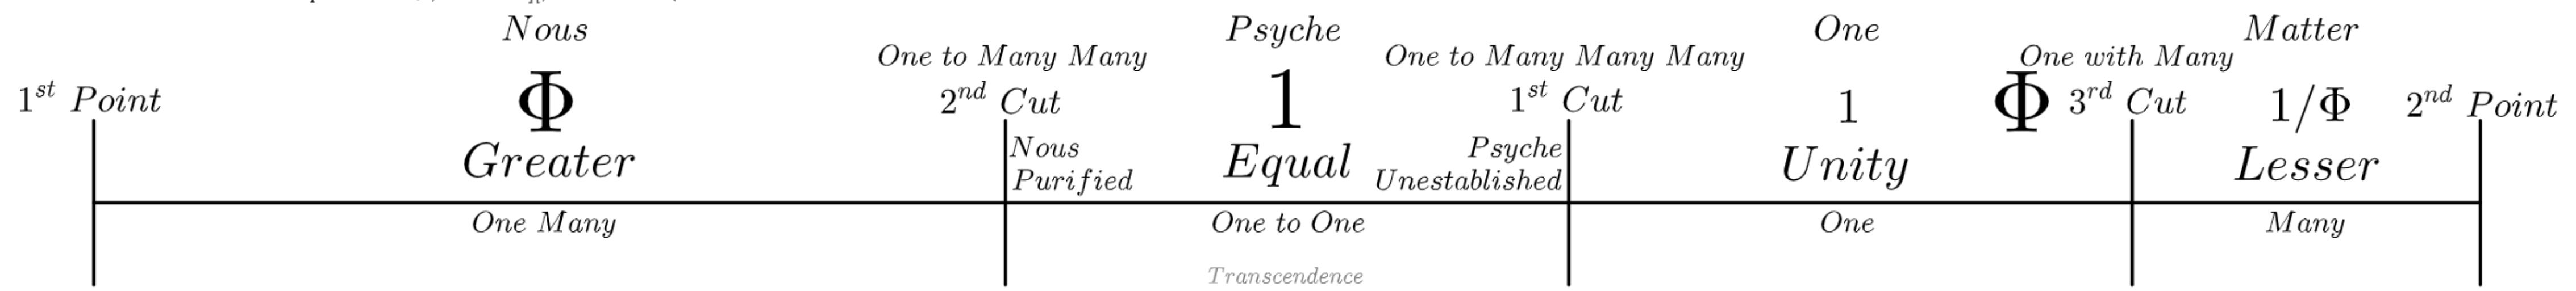 Nous
Psyche
One
Matter
One to Many Many
One to Many Many Many
One with Many
1st Point
Φ
2nd Cut
1
1st Cut
1
Φ
3rd Cut
1/Φ
2nd Point
Nous
Purified
Psyche
Unestablished
Greater
Equal
Unity
Lesser
One Many
One to One
One
Many
Transcendence